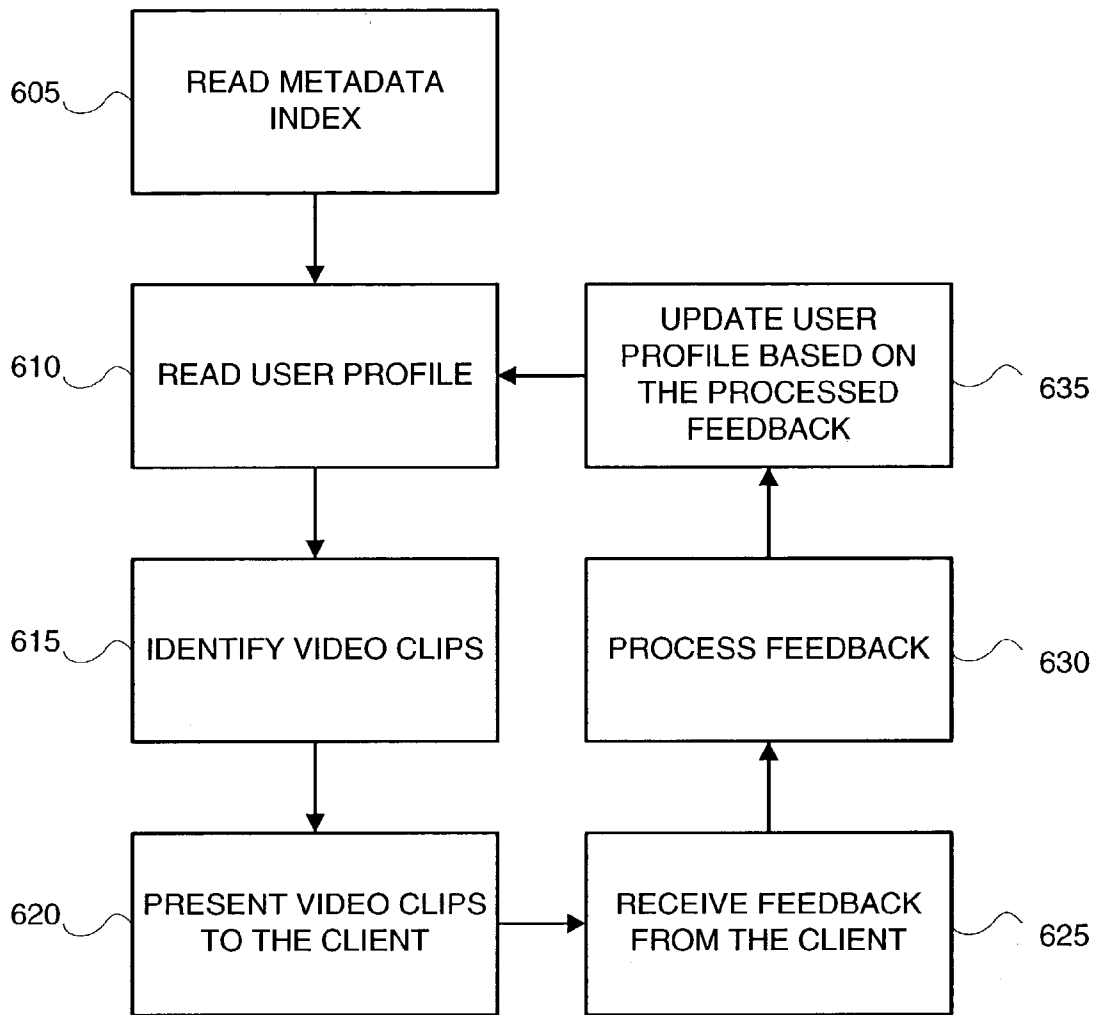 605
READ METADATA
INDEX
610
READ USER PROFILE
UPDATE USER
PROFILE BASED ON
THE PROCESSED
FEEDBACK
635
615
IDENTIFY VIDEO CLIPS
PROCESS FEEDBACK
630
620
PRESENT VIDEO CLIPS
TO THE CLIENT
RECEIVE FEEDBACK
FROM THE CLIENT
625